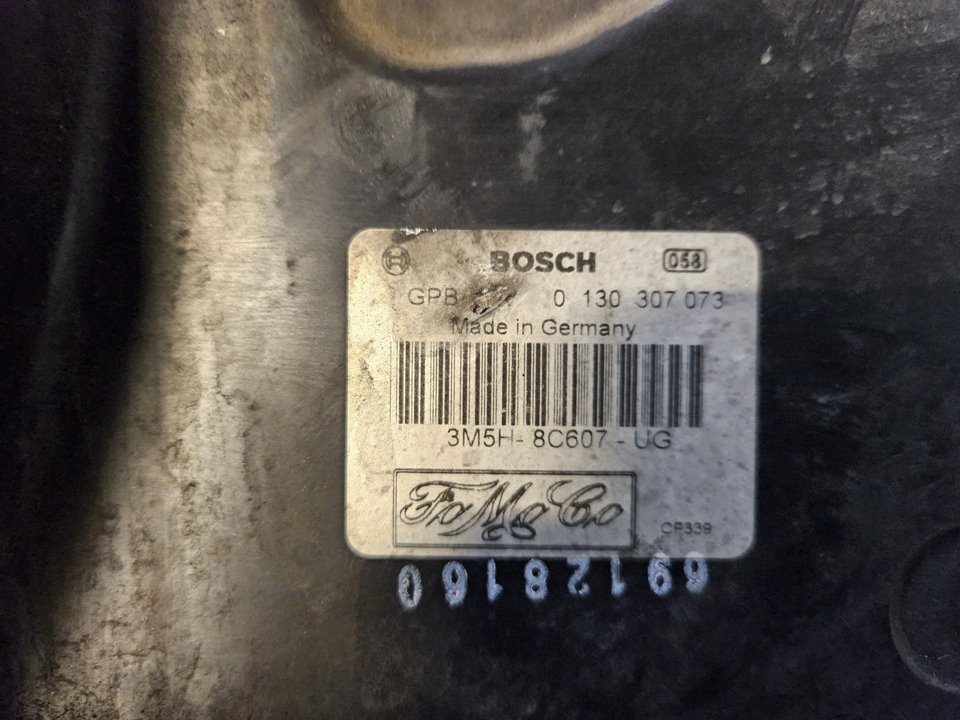 BOSCH 058
GPB 0 130 307 073
Made in Germany
3M5H-8C607-UG
FoMoCo
CF339
69128160